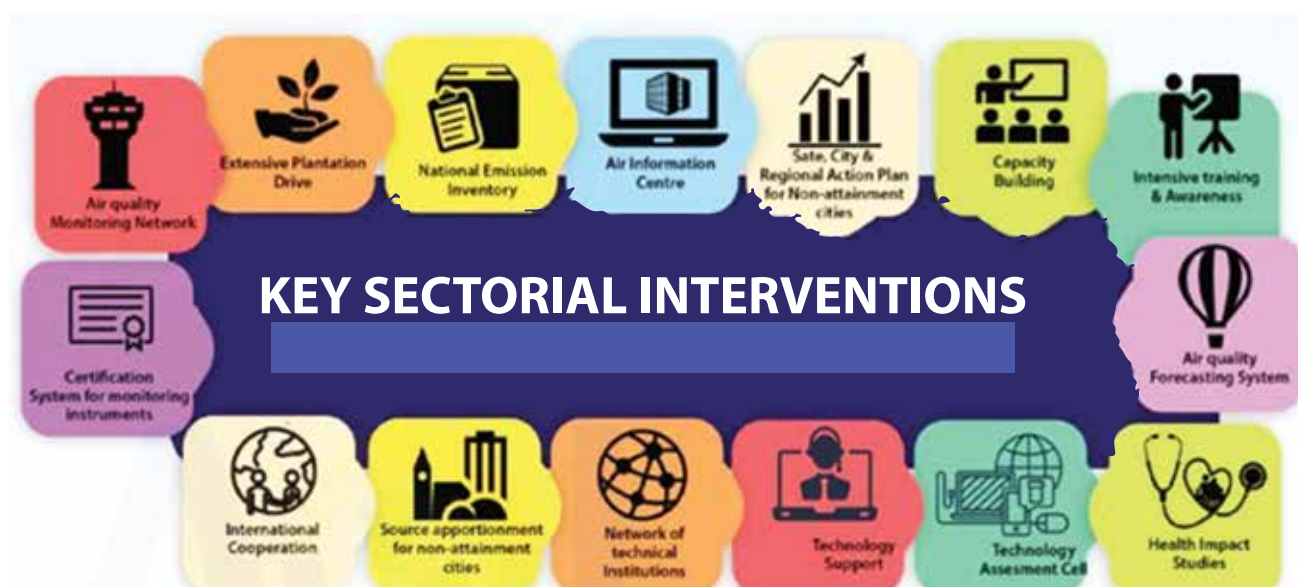 Air quality
Monitoring Network
Extensive Plantation
Drive
National Emission
Inventory
Air Information
Centre
Sate, City &
Regional Action Plan
for Non-attainment
cities
Capacity
Building
Intensive training
& Awareness
KEY SECTORIAL INTERVENTIONS
Certification
System for monitoring
instruments
Air quality
Forecasting System
International
Cooperation
Source apportionment
for non-attainment
cities
Network of
technical
Institutions
Technology
Support
Technology
Assesment Cell
Health Impact
Studies